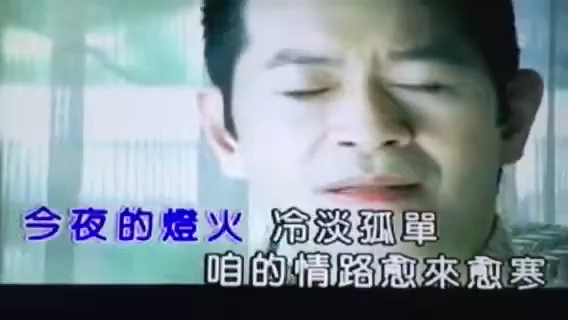 今夜的燈火 冷淡孤單
咱的情路愈來愈寒